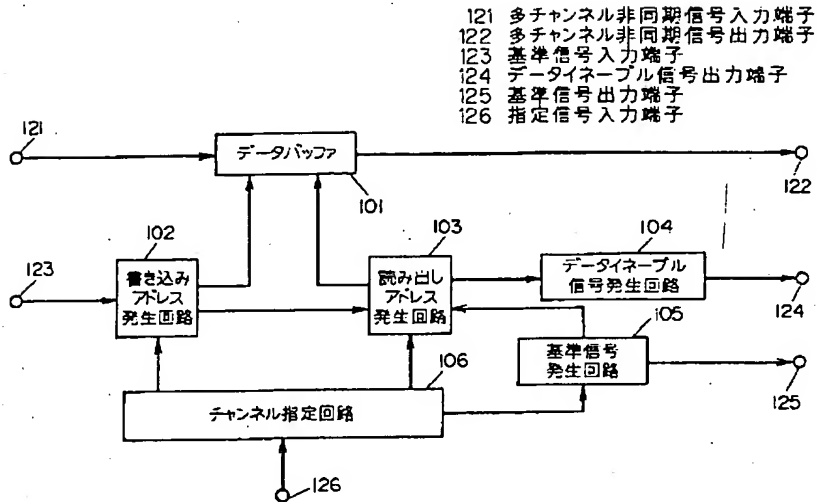 121 多チャンネル非同期信号入力端子
122 多チャンネル非同期信号出力端子
123 基準信号入力端子
124 データイネーブル信号出力端子
125 基準信号出力端子
126 指定信号入力端子
121
データバッファ
101
122
102
103
104
123
書き込み
アドレス
発生回路
読み出し
アドレス
発生回路
データイネーブル
信号発生回路
124
105
基準信号
発生回路
106
125
チャンネル指定回路
126